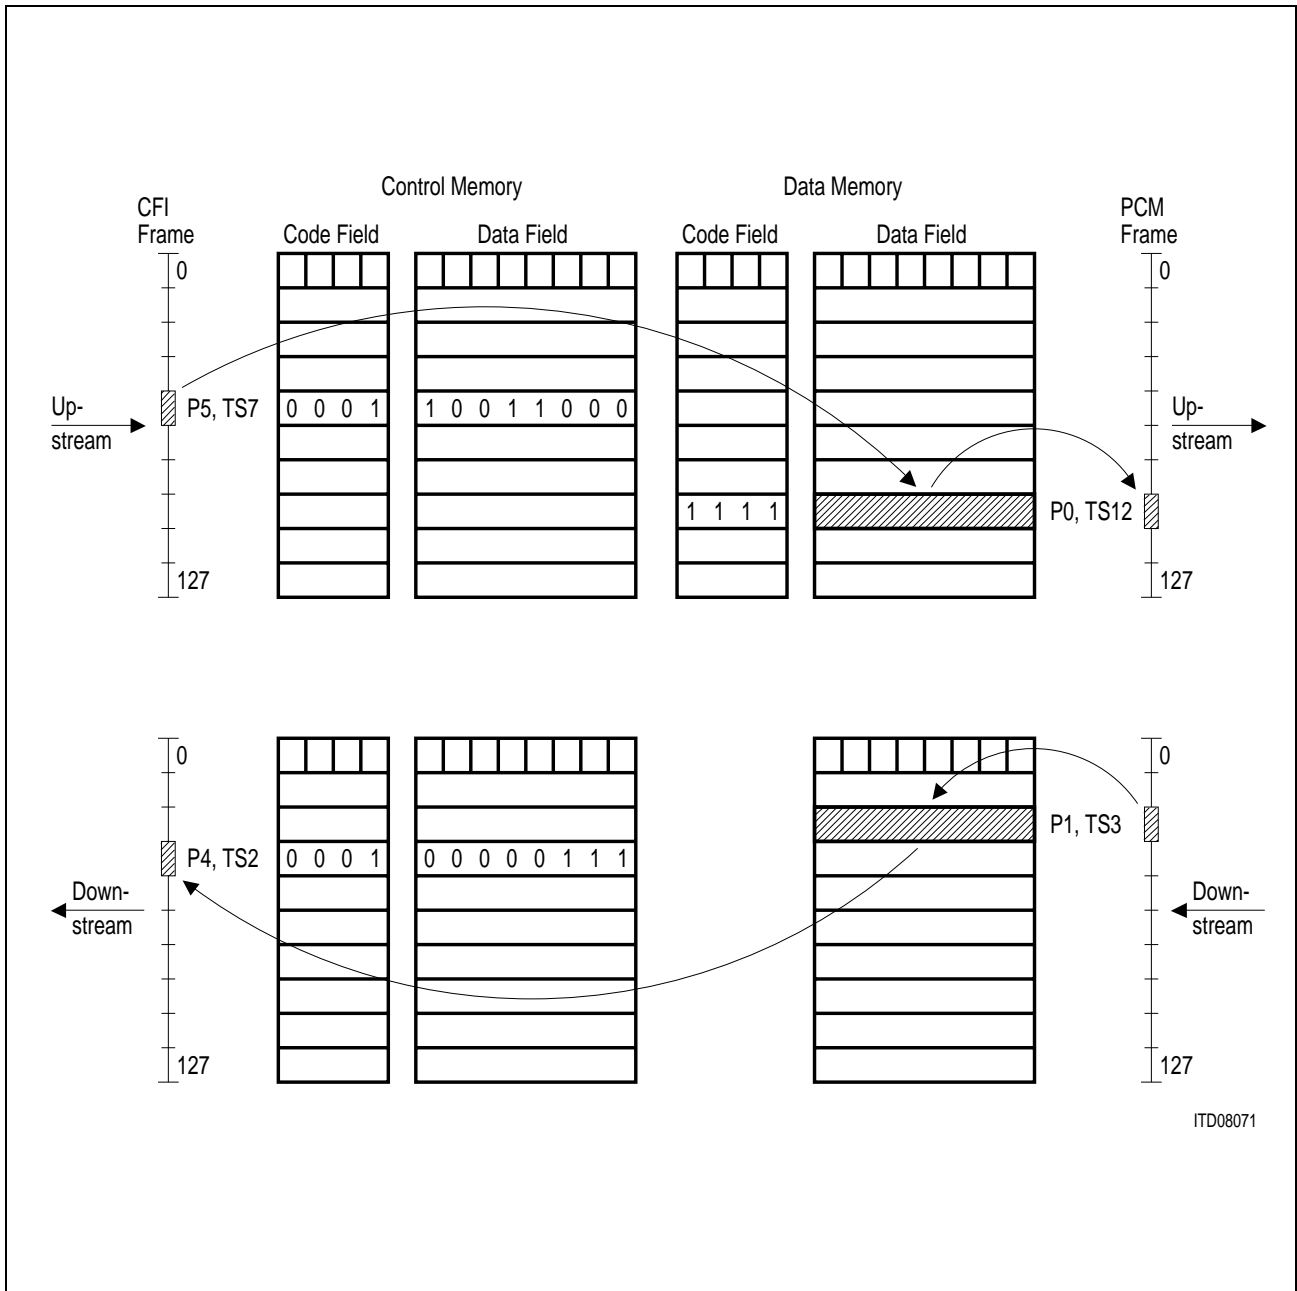 Control Memory Data Memory
CFI Frame
PCM Frame
Code Field Data Field Code Field Data Field
0 0
Up-
stream
P5, TS7 0 0 0 1 1 0 0 1 1 0 0 0
Up-
stream
1 1 1 1 P0, TS12
127 127
0 0
P1, TS3
P4, TS2 0 0 0 1 0 0 0 0 0 1 1 1
Down-
stream
Down-
stream
127 127
ITD08071